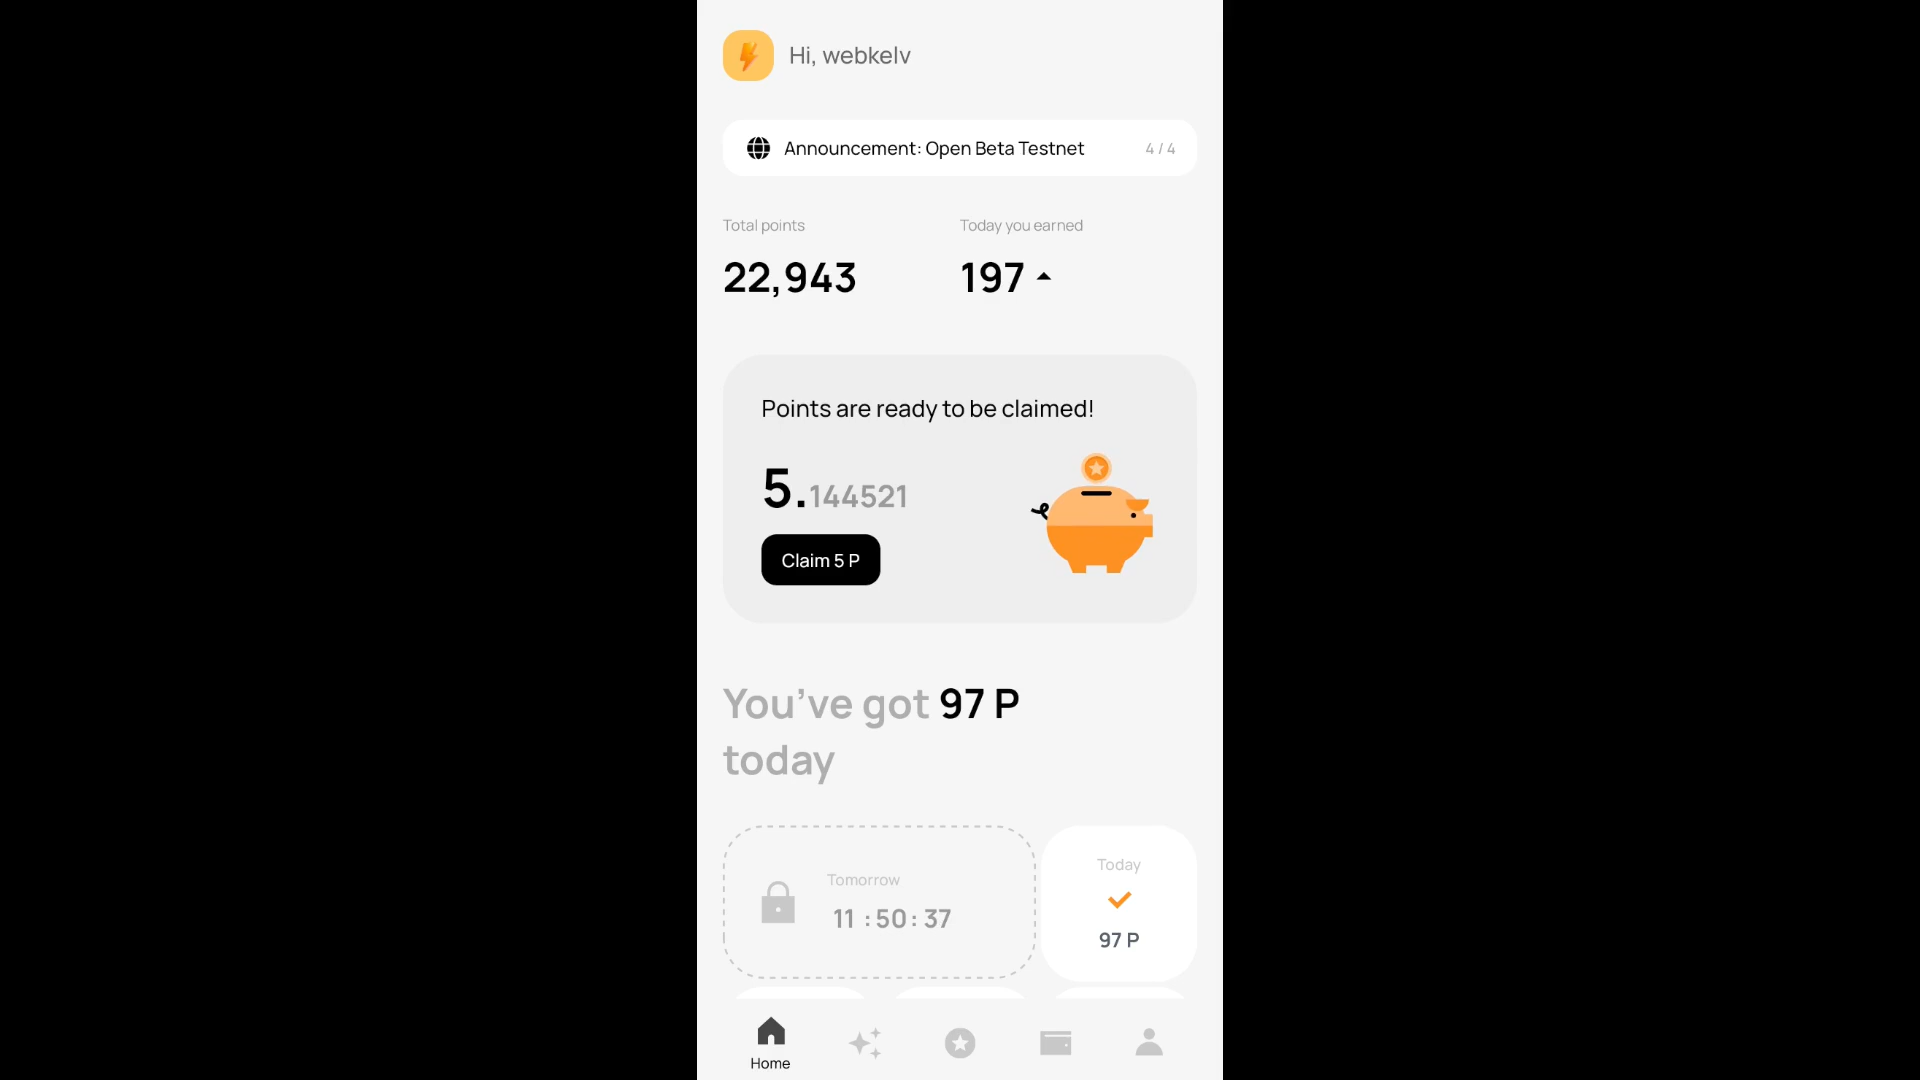 Hi, webkelv
Announcement: Open Beta Testnet 4 / 4
Total points Today you earned
22,943 197
Points are ready to be claimed!
5.144521
Claim 5 P
You've got 97 P
today
Today
Tomorrow
11 : 50 : 37
97 P
Home